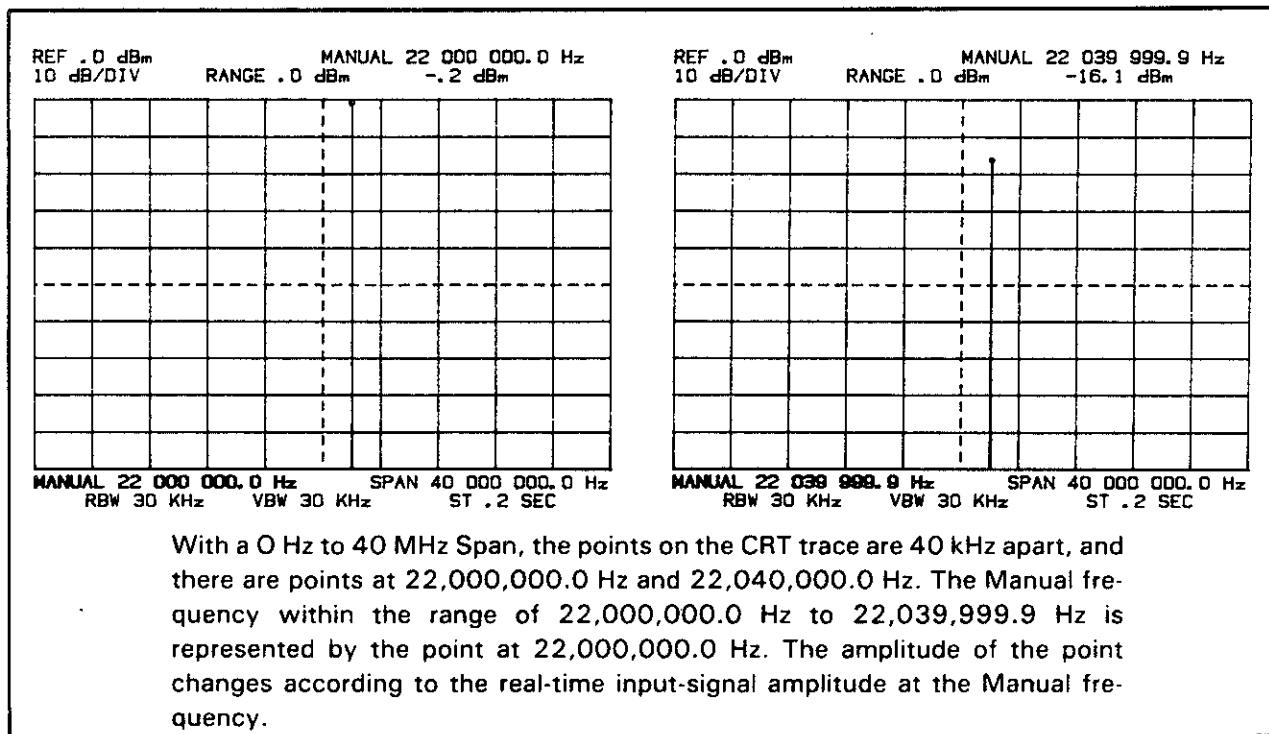 REF .0 dBm MANUAL 22 000 000.0 Hz
10 dB/DIV RANGE .0 dBm -.2 dBm
MANUAL 22 000 000.0 Hz SPAN 40 000 000.0 Hz
RBW 30 KHz VBW 30 KHz ST .2 SEC
REF .0 dBm MANUAL 22 039 999.9 Hz
10 dB/DIV RANGE .0 dBm -16.1 dBm
MANUAL 22 039 999.9 Hz SPAN 40 000 000.0 Hz
RBW 30 KHz VBW 30 KHz ST .2 SEC
With a 0 Hz to 40 MHz Span, the points on the CRT trace are 40 kHz apart, and
there are points at 22,000,000.0 Hz and 22,040,000.0 Hz. The Manual fre-
quency within the range of 22,000,000.0 Hz to 22,039,999.9 Hz is
represented by the point at 22,000,000.0 Hz. The amplitude of the point
changes according to the real-time input-signal amplitude at the Manual fre-
quency.